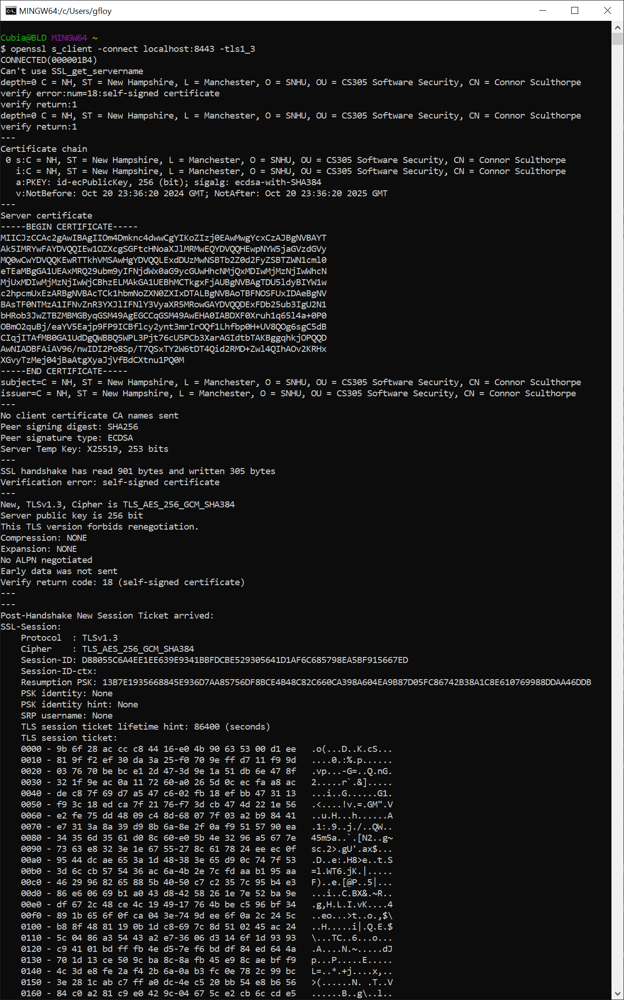 MINGW64:/c/Users/gfloy
Cubia@BLD MINGW64 ~
$ openssl s_client -connect localhost:8443 -tls1_3
CONNECTED(000001B4)
Can't use SSL_get_servername
depth=0 C = NH, ST = New Hampshire, L = Manchester, O = SNHU, OU = CS305 Software Security, CN = Connor Sculthorpe
verify error:num=18:self-signed certificate
verify return:1
depth=0 C = NH, ST = New Hampshire, L = Manchester, O = SNHU, OU = CS305 Software Security, CN = Connor Sculthorpe
verify return:1
---
Certificate chain
 0 s:C = NH, ST = New Hampshire, L = Manchester, O = SNHU, OU = CS305 Software Security, CN = Connor Sculthorpe
   i:C = NH, ST = New Hampshire, L = Manchester, O = SNHU, OU = CS305 Software Security, CN = Connor Sculthorpe
   a:PKEY: id-ecPublicKey, 256 (bit); sigalg: ecdsa-with-SHA384
   v:NotBefore: Oct 20 23:36:20 2024 GMT; NotAfter: Oct 20 23:36:20 2025 GMT
---
Server certificate
-----BEGIN CERTIFICATE-----
MIICJzCCAc2gAwIBAgIIOm4Dmknc4dwwCgYIKoZIzj0EAwMwgYcxCzAJBgNVBAYT
Ak5IMRYwFAYDVQQIEw1OZXcgSGFtcHNoaXJlMRMwEQYDVQQHEwpNYW5jaGVzdGVy
MQ0wCwYDVQQKEwRTTkhVMSAwHgYDVQQLExdDUzMwNSBTb2Z0d2FyZSBTZWN1cml0
eTEaMBgGA1UEAxMRQ29ubm9yIFNjdWx0aG9ycGUwHhcNMjQxMDIwMjMzNjIwWhcN
MjUxMDIwMjMzNjIwWjCBhzELMAkGA1UEBhMCTkgxFjAUBgNVBAgTDU5ldyBIYW1w
c2hpcmUxEzARBgNVBAcTCk1hbmNoZXN0ZXIxDTALBgNVBAoTBFNOSFUxIDAeBgNV
BAsTF0NTMzA1IFNvZnR3YXJlIFNlY3VyaXR5MRowGAYDVQQDExFDb25ub3IgU2N1
bHRob3JwZTBZMBMGByqGSM49AgEGCCqGSM49AwEHA0IABDXF0Xruh1q65l4a+0P0
OBmO2quBj/eaYV5Eajp9FP9ICBflcy2ynt3mrIrOQf1Lhfbp0H+UV8QOg6sgC5dB
CIqjITAfMB0GA1UdDgQWBBQ5WPL3Pjt76cU5PCb3XarAGIdtbTAKBggqhkjOPQQD
AwNIADBFAiAV96/nwIDI2Po8Sp/T7QSxTY2W6tDT4Qid2RMD+Zwl4QIhAOv2KRHx
XGvyTzMej04jBaAtgXyaJjVfBdCXtnu1PQ0M
-----END CERTIFICATE-----
subject=C = NH, ST = New Hampshire, L = Manchester, O = SNHU, OU = CS305 Software Security, CN = Connor Sculthorpe
issuer=C = NH, ST = New Hampshire, L = Manchester, O = SNHU, OU = CS305 Software Security, CN = Connor Sculthorpe
---
No client certificate CA names sent
Peer signing digest: SHA256
Peer signature type: ECDSA
Server Temp Key: X25519, 253 bits
---
SSL handshake has read 901 bytes and written 305 bytes
Verification error: self-signed certificate
---
New, TLSv1.3, Cipher is TLS_AES_256_GCM_SHA384
Server public key is 256 bit
This TLS version forbids renegotiation.
Compression: NONE
Expansion: NONE
No ALPN negotiated
Early data was not sent
Verify return code: 18 (self-signed certificate)
---
---
Post-Handshake New Session Ticket arrived:
SSL-Session:
    Protocol  : TLSv1.3
    Cipher    : TLS_AES_256_GCM_SHA384
    Session-ID: D88055C6A4EE1EE639E9341BBFDCBE529305641D1AF6C685798EA5BF915667ED
    Session-ID-ctx:
    Resumption PSK: 13B7E1935668845E936D7AA85756DF8BCE4B48C82C660CA398A604EA9B87D05FC86742B38A1C8E610769988DDAA46DDB
    PSK identity: None
    PSK identity hint: None
    SRP username: None
    TLS session ticket lifetime hint: 86400 (seconds)
    TLS session ticket:
    0000 - 9b 6f 28 ac cc c8 44 16-e0 4b 90 63 53 00 d1 ee   .o(...D..K.cS...
    0010 - 81 9f f2 ef 30 da 3a 25-f0 70 9e ff d7 11 f9 9d   ....0.:%.p......
    0020 - 03 76 70 be bc e1 2d 47-3d 9e 1a 51 db 6e 47 8f   .vp...-G=..Q.nG.
    0030 - 32 1f 9e ac 0a 11 72 60-a0 26 5d 0c ec fa a8 ac   2.....r`.&].....
    0040 - de c8 7f 69 d7 a5 47 c6-02 fb 18 ef bb 47 31 13   ...i..G......G1.
    0050 - f9 3c 18 ed ca 7f 21 76-f7 3d cb 47 4d 22 1e 56   .<....!v.=.GM".V
    0060 - e2 fe 75 dd 48 09 c4 8d-68 07 7f 03 a2 b9 84 41   ..u.H...h......A
    0070 - e7 31 3a 8a 39 d9 8b 6a-8e 2f 0a f9 51 57 90 ea   .1:.9..j./..QW..
    0080 - 34 35 6d 35 61 d0 8c 60-e0 5b 4e 32 96 a5 67 7e   45m5a..`.[N2..g~
    0090 - 73 63 e8 32 3e 1e 67 55-27 8c 61 78 24 ee ec 0f   sc.2>.gU'.ax$...
    00a0 - 95 44 dc ae 65 3a 1d 48-38 3e 65 d9 0c 74 7f 53   .D..e:.H8>e..t.S
    00b0 - 3d 6c cb 57 54 36 ac 6a-4b 2e 7c fd aa b1 95 aa   =l.WT6.jK.|.....
    00c0 - 46 29 96 82 65 88 5b 40-50 c7 c2 35 7c 95 b4 e3   F)..e.[@P..5|...
    00d0 - 86 e6 06 69 b1 a0 43 d8-42 58 26 1e 7e 52 ba 9e   ...i..C.BX&.~R..
    00e0 - df 67 2c 48 ce 4c 19 49-17 76 4b be c5 96 bf 34   .g,H.L.I.vK....4
    00f0 - 89 1b 65 6f 0f ca 04 3e-74 9d ee 6f 0a 2c 24 5c   ..eo...>t..o.,$\
    0100 - b8 8f 48 81 19 0b 1d c8-69 7c 8d 51 02 45 ac 24   ..H.....i|.Q.E.$
    0110 - 5c 04 86 a3 54 43 a2 e7-36 06 d3 14 6f 1d 93 93   \...TC..6...o...
    0120 - c9 41 01 bd ff fb 4e d5-7e f6 bd df 84 ed 64 4a   .A....N.~.....dJ
    0130 - 70 1d 13 ce 50 9c ba 8c-8a fb 45 e9 8c ae bf f9   p...P.....E.....
    0140 - 4c 3d e8 fe 2a f4 2b 6a-0a b3 fc 0e 78 2c 99 bc   L=..*.+j....x,..
    0150 - 3e 28 1c ab c7 ff a0 dc-4e c5 20 bb 54 e8 b6 56   >(......N. .T..V
    0160 - 84 c0 a2 81 c9 e0 42 9c-04 67 5c e2 cb 6c cd e5   ......B..g\..l..